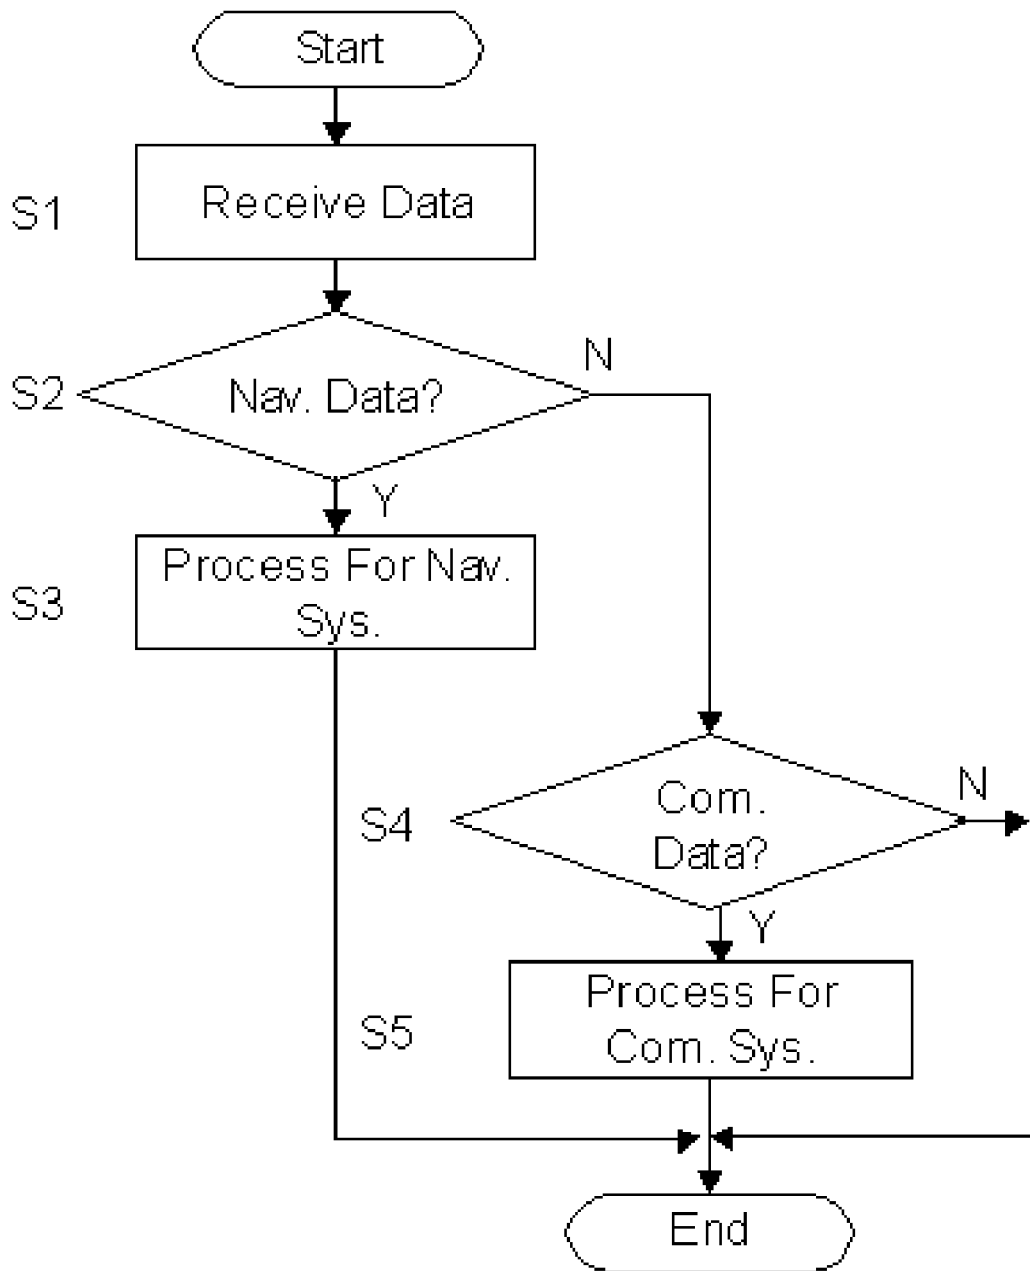 Start
S1
Receive Data
N
S2
Nav. Data?
Y
S3
Process For Nav.
Sys.
N
S4
Com.
Data?
Y
S5
Process For
Com. Sys.
End